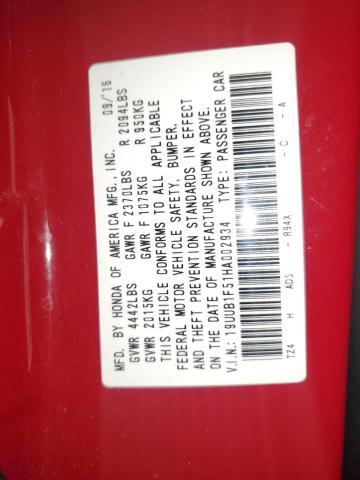 MFD. BY HONDA OF AMERICA MFG., INC. 09/'16
GVWR 4442LBS GAWR F 2370LBS R 2094LBS
GVWR 2015KG GAWR F 1075KG R 950KG
THIS VEHICLE CONFORMS TO ALL APPLICABLE
FEDERAL MOTOR VEHICLE SAFETY, BUMPER,
AND THEFT PREVENTION STANDARDS IN EFFECT
ON THE DATE OF MANUFACTURE SHOWN ABOVE.
V.I.N.: 19UUB1F51HA002934 TYPE: PASSENGER CAR
TZ4 H AD5 - R94X - C - A